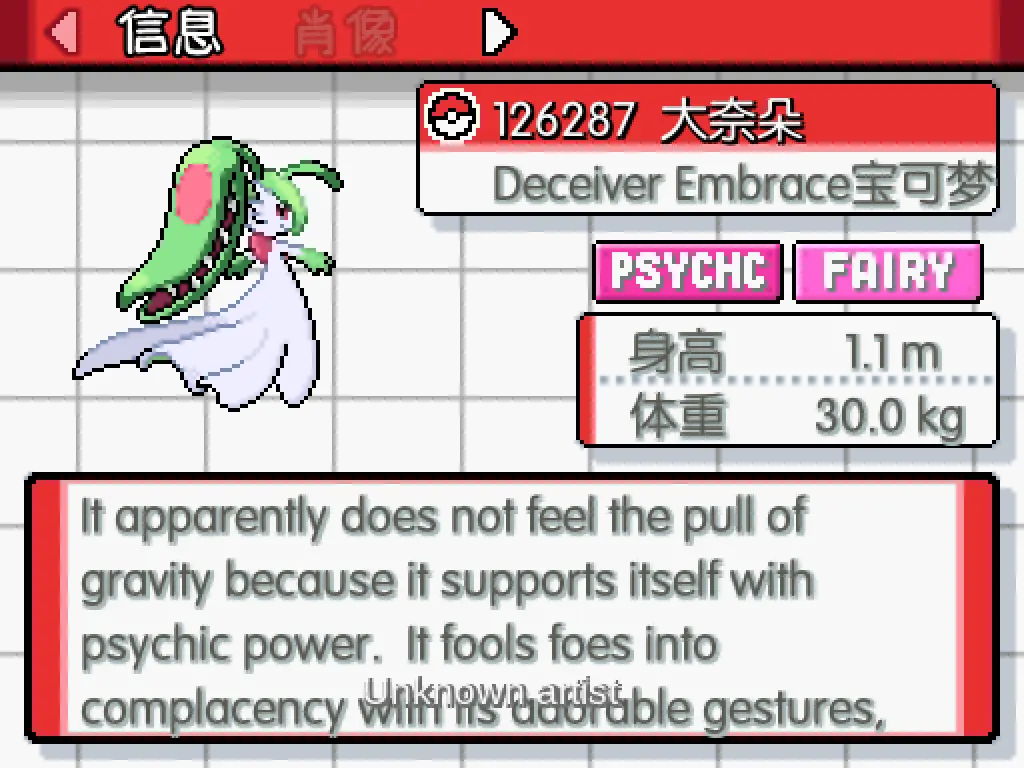 信息 肖像
126287 大奈朵
Deceiver Embrace宝可梦
PSYCHC FAIRY
身高 1.1 m
体重 30.0 kg
It apparently does not feel the pull of
gravity because it supports itself with
psychic power. It fools foes into
complacency with its adorable gestures,
Unknown artist